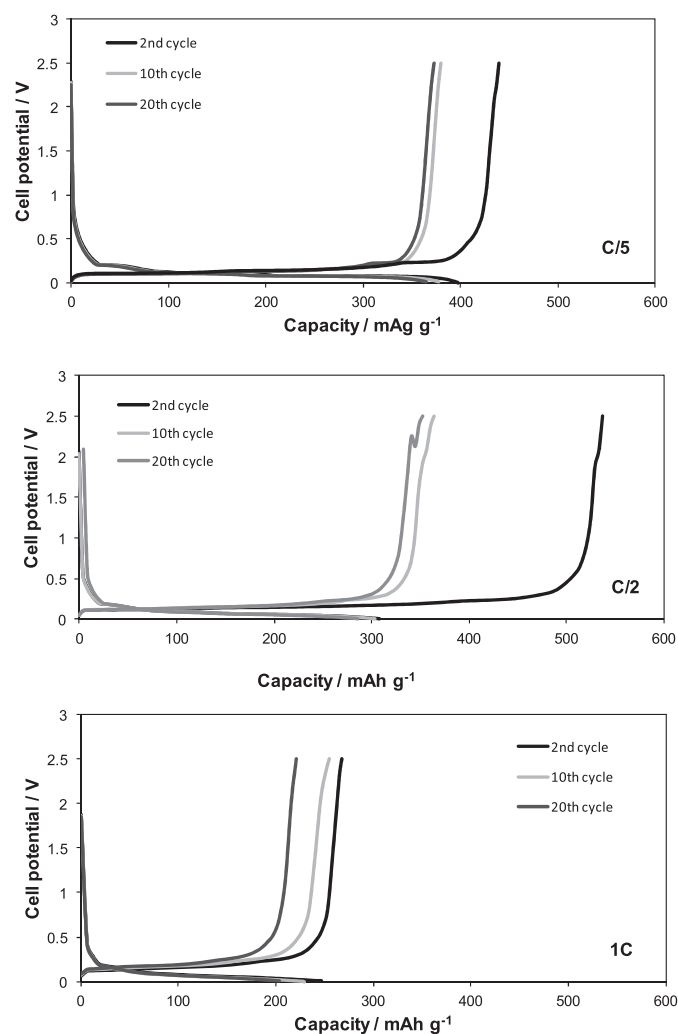 3
2.5
2
1.5
1
0.5
0
Cell potential / V
2nd cycle
10th cycle
20th cycle
C/5
0 100 200 300 400 500 600
Capacity / mAg g-1
3
2.5
2
1.5
1
0.5
0
Cell potential / V
2nd cycle
10th cycle
20th cycle
C/2
0 100 200 300 400 500 600
Capacity / mAh g-1
3
2.5
2
1.5
1
0.5
0
Cell potential / V
2nd cycle
10th cycle
20th cycle
1C
0 100 200 300 400 500 600
Capacity / mAh g-1